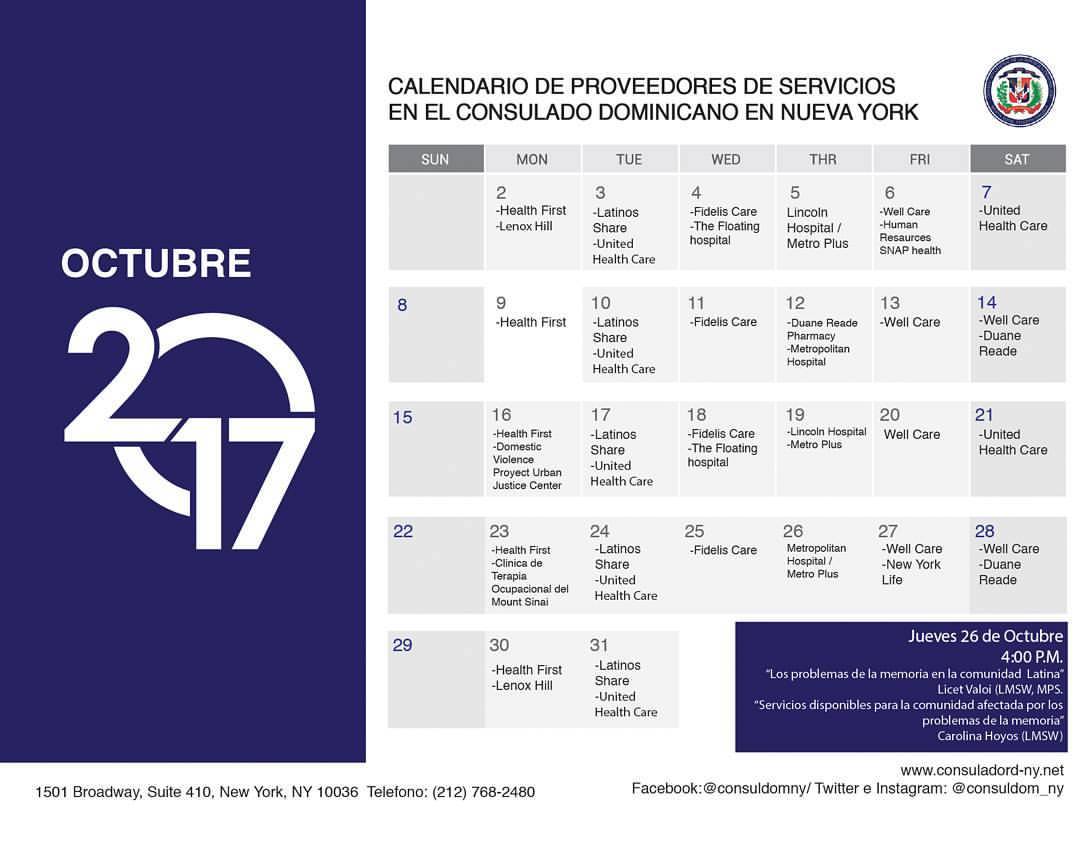 OCTUBRE
2017
CALENDARIO DE PROVEEDORES DE SERVICIOS
EN EL CONSULADO DOMINICANO EN NUEVA YORK
SUN MON TUE WED THR FRI SAT
2
-Health First
-Lenox Hill
3
-Latinos
Share
-United
Health Care
4
-Fidelis Care
-The Floating
hospital
5
Lincoln
Hospital /
Metro Plus
6
-Well Care
-Human
Resaurces
SNAP health
7
-United
Health Care
8
9
-Health First
10
-Latinos
Share
-United
Health Care
11
-Fidelis Care
12
-Duane Reade
Pharmacy
-Metropolitan
Hospital
13
-Well Care
14
-Well Care
-Duane
Reade
15
16
-Health First
-Domestic
Violence
Proyect Urban
Justice Center
17
-Latinos
Share
-United
Health Care
18
-Fidelis Care
-The Floating
hospital
19
-Lincoln Hospital
-Metro Plus
20
Well Care
21
-United
Health Care
22
23
-Health First
-Clinica de
Terapia
Ocupacional del
Mount Sinai
24
-Latinos
Share
-United
Health Care
25
-Fidelis Care
26
Metropolitan
Hospital /
Metro Plus
27
-Well Care
-New York
Life
28
-Well Care
-Duane
Reade
29
30
-Health First
-Lenox Hill
31
-Latinos
Share
-United
Health Care
Jueves 26 de Octubre
4:00 P.M.
“Los problemas de la memoria en la comunidad Latina”
Licet Valoi (LMSW, MPS.
“Servicios disponibles para la comunidad afectada por los
problemas de la memoria”
Carolina Hoyos (LMSW)
www.consuladord-ny.net
1501 Broadway, Suite 410, New York, NY 10036 Telefono: (212) 768-2480
Facebook:@consuldomny/ Twitter e Instagram: @consuldom_ny